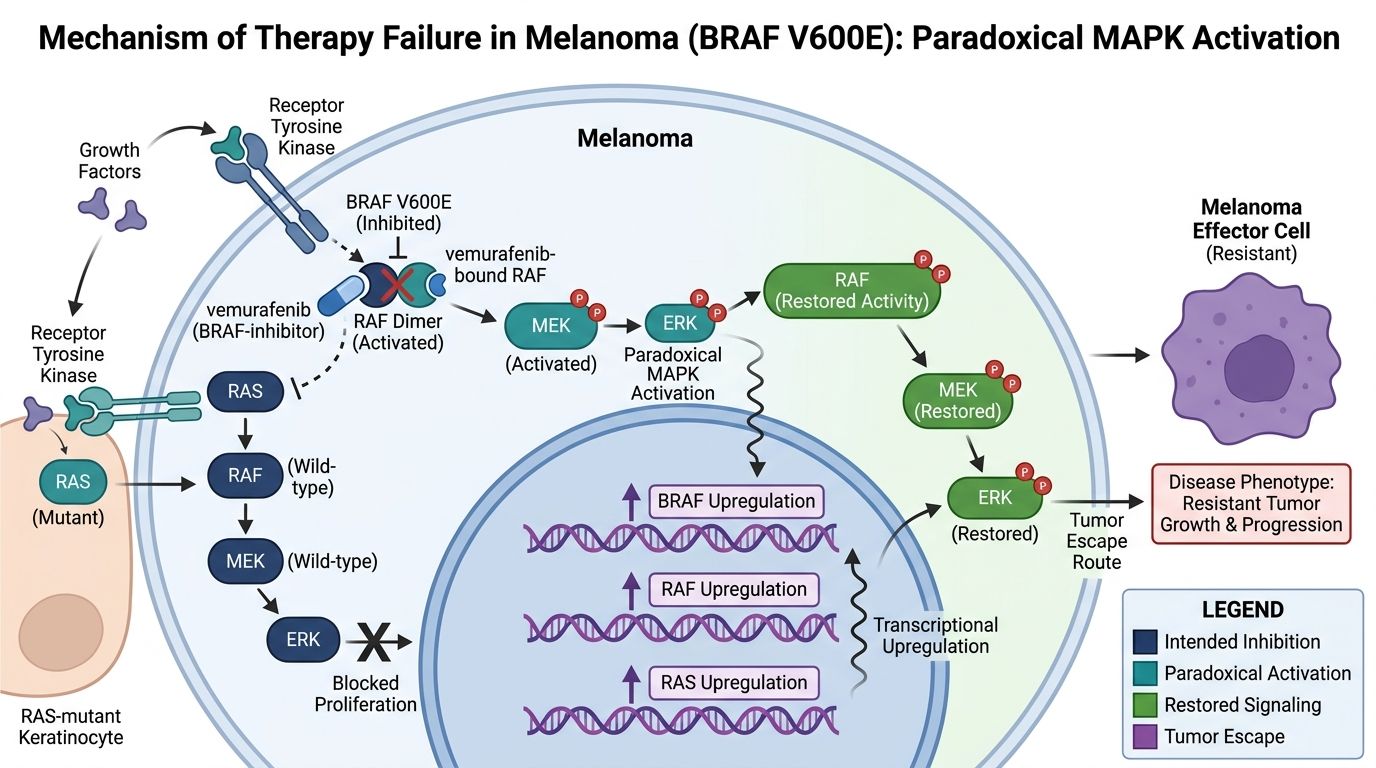 Mechanism of Therapy Failure in Melanoma (BRAF V600E): Paradoxical MAPK Activation
Receptor
Tyrosine
Kinase
Growth
Factors
Melanoma
BRAF V600E
(Inhibited)
vemurafenib-
bound RAF
vemurafenib
(BRAF-inhibitor)
RAF Dimer
(Activated)
P
P
MEK
(Activated)
P
P
ERK
Paradoxical
MAPK
Activation
P
P
RAF
(Restored Activity)
P
P
MEK
(Restored)
P
P
ERK
(Restored)
Melanoma
Effector Cell
(Resistant)
Receptor
Tyrosine
Kinase
RAS
(Mutant)
RAS
RAF
(Wild-
type)
MEK
(Wild-type)
ERK
X
Blocked
Proliferation
RAS-mutant
Keratinocyte
BRAF Upregulation
RAF Upregulation
RAS Upregulation
Transcriptional
Upregulation
Tumor
Escape
Route
Disease Phenotype:
Resistant Tumor
Growth & Progression
LEGEND
Intended Inhibition
Paradoxical Activation
Restored Signaling
Tumor Escape